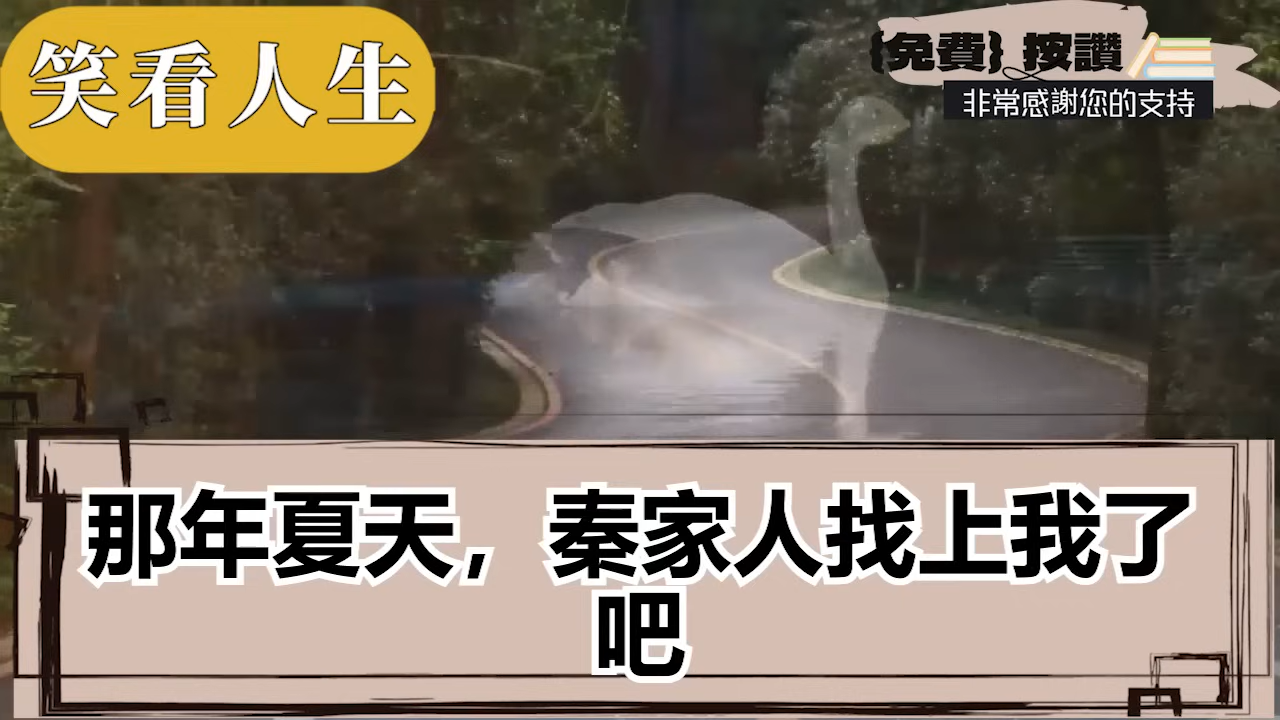 笑看人生
{免費} 按讚
非常感謝您的支持
那年夏天，秦家人找上我了
吧